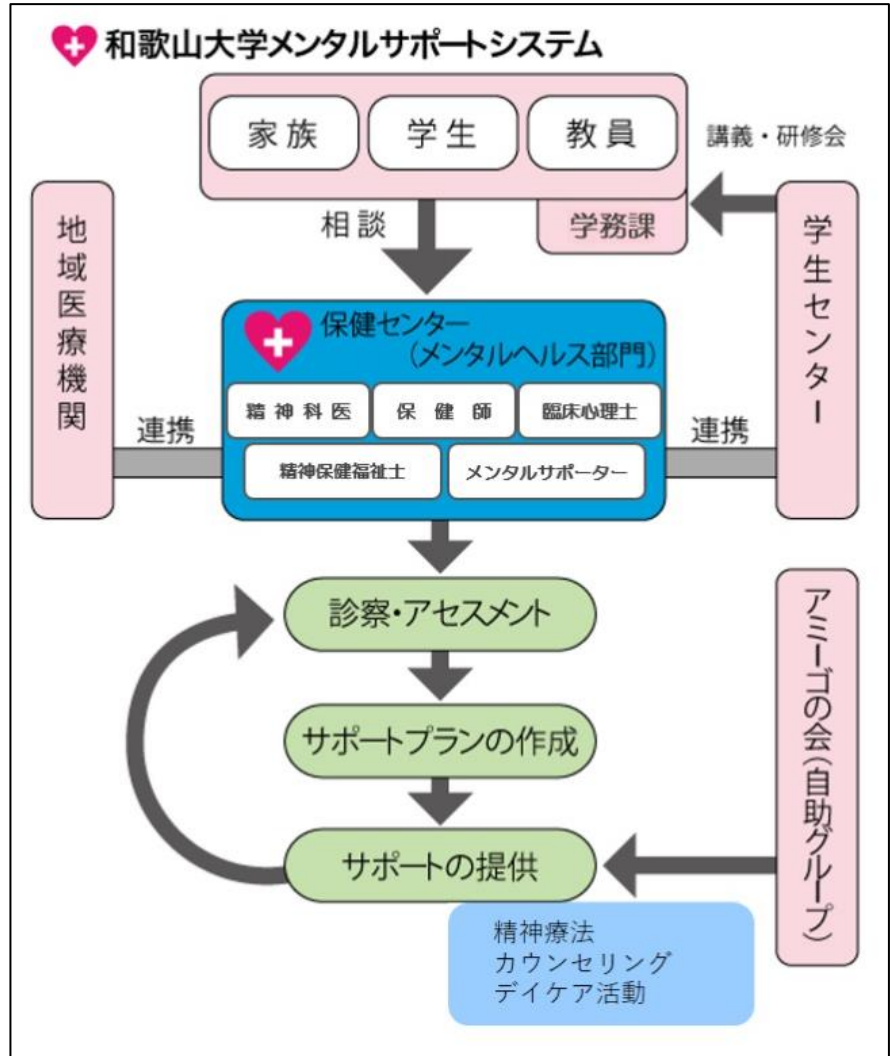 和歌山大学メンタルサポートシステム
家族
学生
教員
講義・研修会
相談
学務課
地域医療機関
学生センター
保健センター
(メンタルヘルス部門)
精神科医
保健師
臨床心理士
連携
連携
精神保健福祉士
メンタルサポーター
診察・アセスメント
サポートプランの作成
サポートの提供
アミーゴの会(自助グループ)
精神療法
カウンセリング
デイケア活動